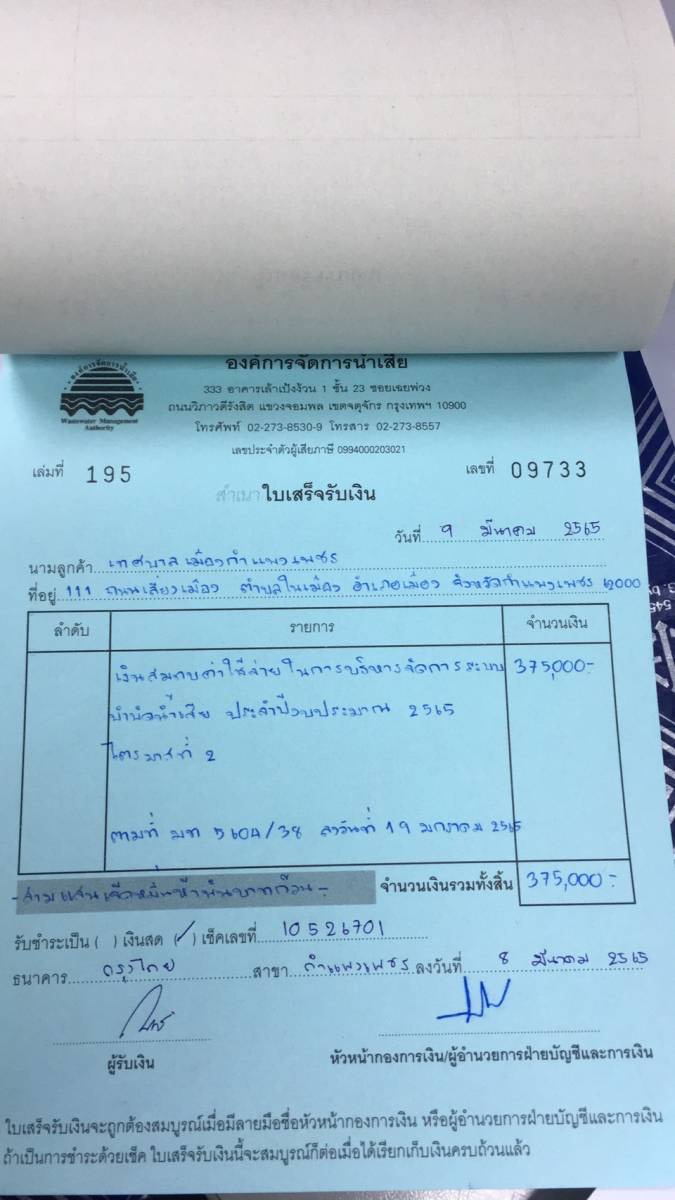 องค์การจัดการน้ำเสีย
333 อาคารเล้าเป้งง้วน 1 ชั้น 23 ซอยเฉยพ่วง
ถนนวิภาวดีรังสิต แขวงจอมพล เขตจตุจักร กรุงเทพฯ 10900
โทรศัพท์ 02-273-8530-9 โทรสาร 02-273-8557
เลขประจำตัวผู้เสียภาษี 0994000203021
องค์การจัดการน้ำเสีย
Wastewater Management
Authority
เล่มที่ 195 เลขที่ 09733
สำเนา ใบเสร็จรับเงิน
วันที่ 9 มีนาคม 2565
นามลูกค้า เทศบาลเมืองกำแพงเพชร
ที่อยู่ 111 ถนนเลี่ยงเมือง ตำบลในเมือง อำเภอเมือง จังหวัดกำแพงเพชร 62000
ลำดับ รายการ จำนวนเงิน
เงินสมทบค่าใช้จ่ายในการบริหารจัดการระบบ 375,000.-
บำบัดน้ำเสีย ประจำปีงบประมาณ 2565
ไตรมาสที่ 2
ตามที่ มท 5604/38 ลงวันที่ 19 มกราคม 2565
- สามแสนเจ็ดหมื่นห้าพันบาทถ้วน - จำนวนเงินรวมทั้งสิ้น 375,000.-
รับชำระเป็น ( ) เงินสด (/) เช็คเลขที่ 10526701
ธนาคาร กรุงไทย สาขา กำแพงเพชร ลงวันที่ 8 มีนาคม 2565
ผู้รับเงิน หัวหน้ากองการเงิน/ผู้อำนวยการฝ่ายบัญชีและการเงิน
ใบเสร็จรับเงินจะถูกต้องสมบูรณ์เมื่อมีลายมือชื่อหัวหน้ากองการเงิน หรือผู้อำนวยการฝ่ายบัญชีและการเงิน
ถ้าเป็นการชำระด้วยเช็ค ใบเสร็จรับเงินนี้จะสมบูรณ์ก็ต่อเมื่อได้เรียกเก็บเงินครบถ้วนแล้ว